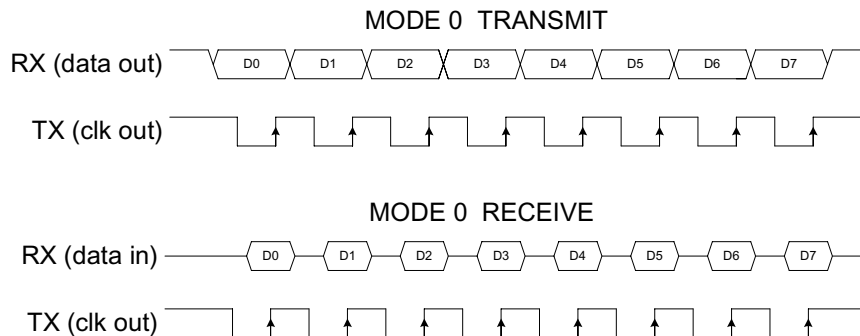 MODE 0 TRANSMIT
RX (data out) D0 D1 D2 D3 D4 D5 D6 D7
TX (clk out)
MODE 0 RECEIVE
RX (data in) D0 D1 D2 D3 D4 D5 D6 D7
TX (clk out)